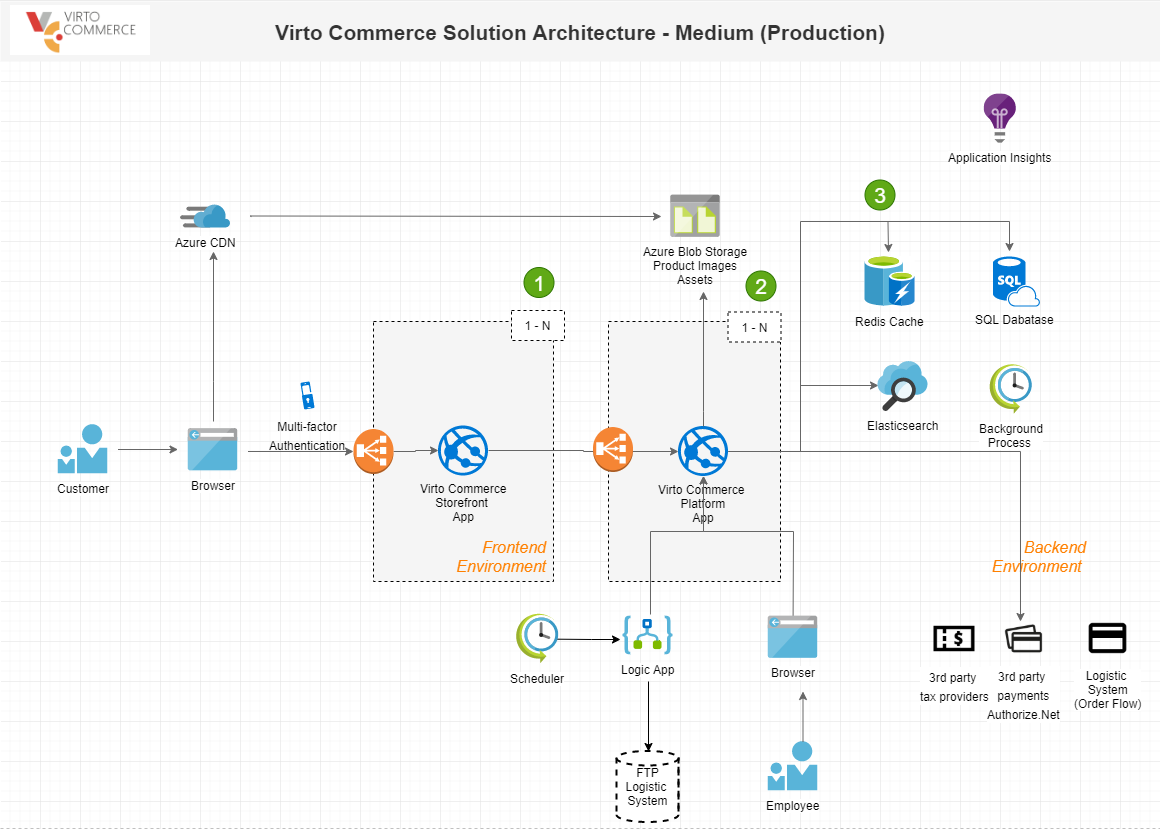 VIRTO
COMMERCE
Virto Commerce Solution Architecture - Medium (Production)
Application Insights
3
Azure CDN
Azure Blob Storage
Product Images
Assets
SQL
Redis Cache
SQL Dabatase
1
2
1 - N
1 - N
Multi-factor
Authentication
Elasticsearch
Background
Process
Customer
Browser
Virto Commerce
Storefront
App
Virto Commerce
Platform
App
Frontend
Environment
Backend
Environment
Scheduler
Logic App
Browser
$
3rd party
tax providers
3rd party
payments
Authorize.Net
Logistic
System
(Order Flow)
FTP
Logistic
System
Employee